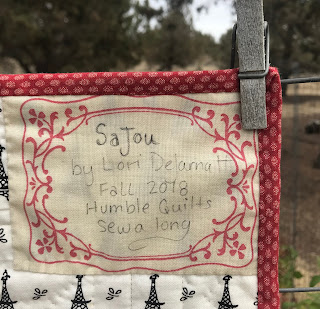 Sajou
by Lori Delamatt
Fall 2018
Humble Quilts
Sew a long